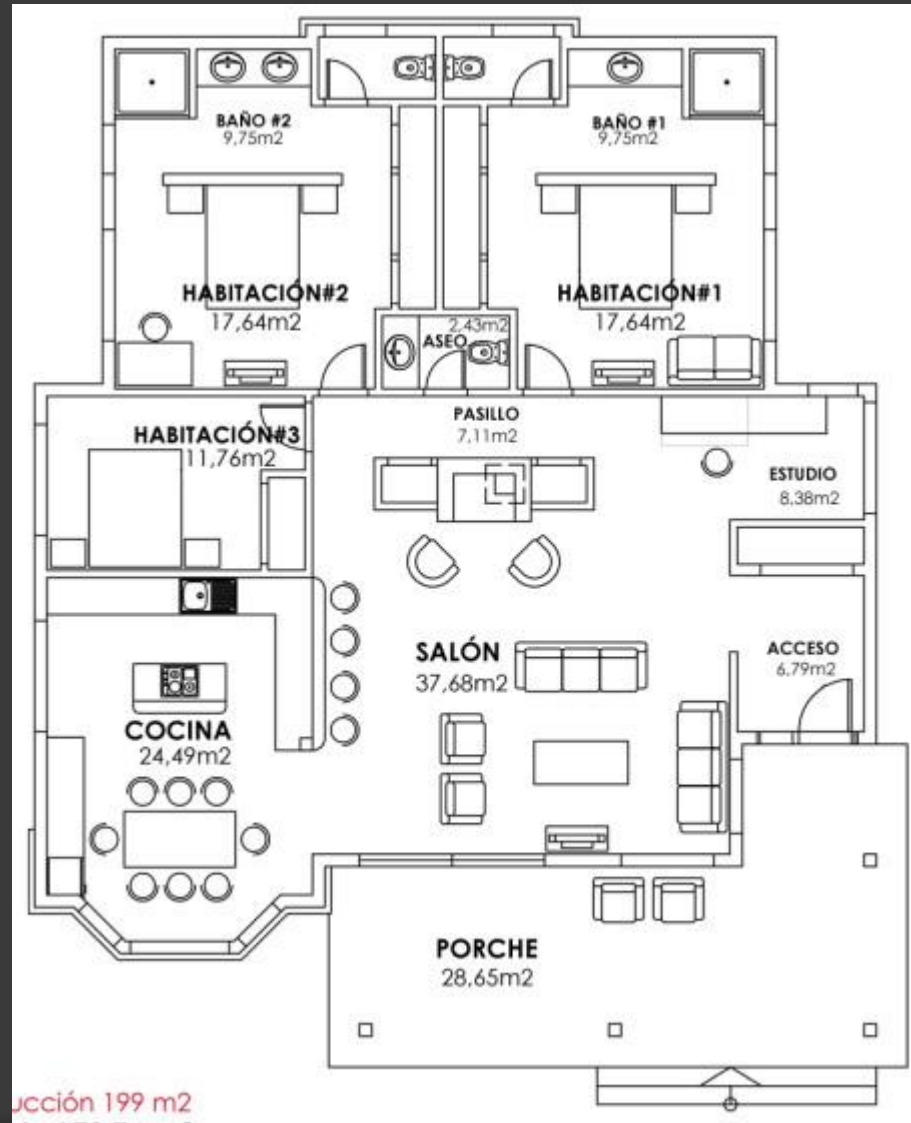 BAÑO #2
9,75m2
BAÑO #1
9,75m2
HABITACIÓN#2
17,64m2
HABITACIÓN#1
17,64m2
2,43m2
ASEO
HABITACIÓN#3
11,76m2
PASILLO
7,11m2
ESTUDIO
8,38m2
SALÓN
37,68m2
ACCESO
6,79m2
COCINA
24,49m2
PORCHE
28,65m2
ucción 199 m2